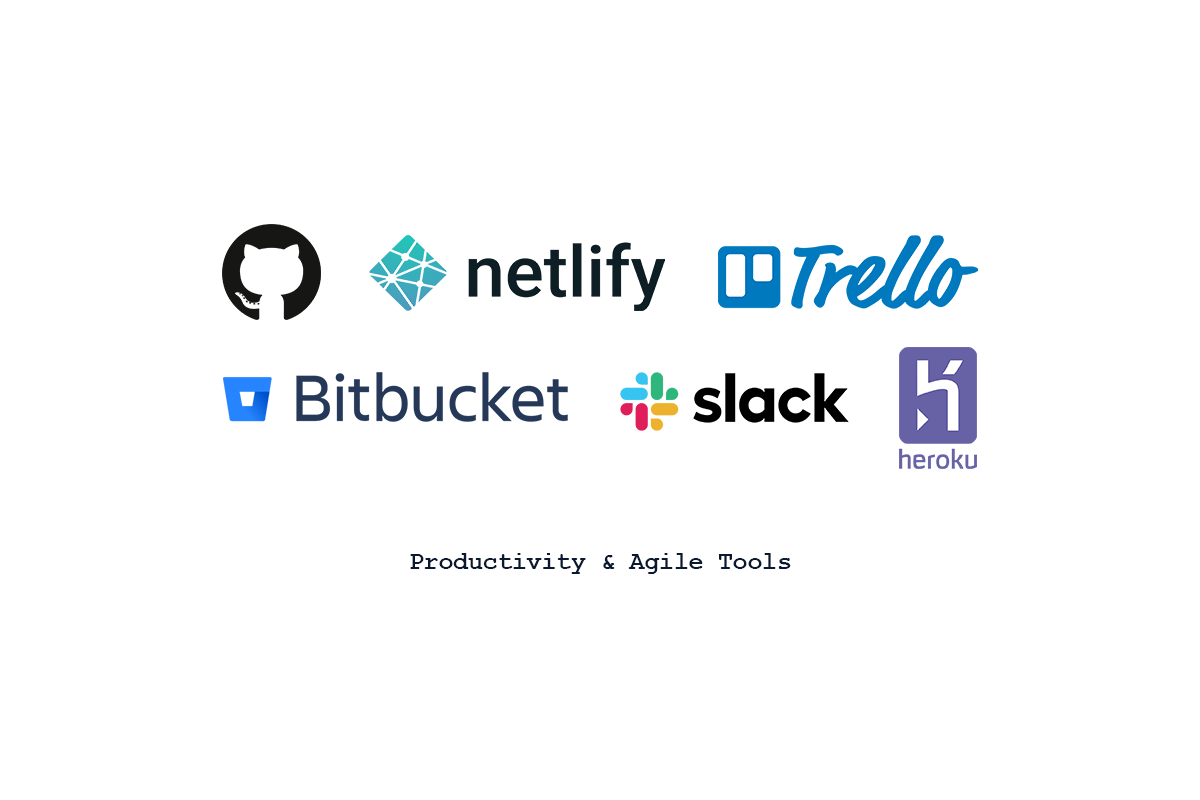 netlify
Trello
Bitbucket
slack
heroku
Productivity & Agile Tools